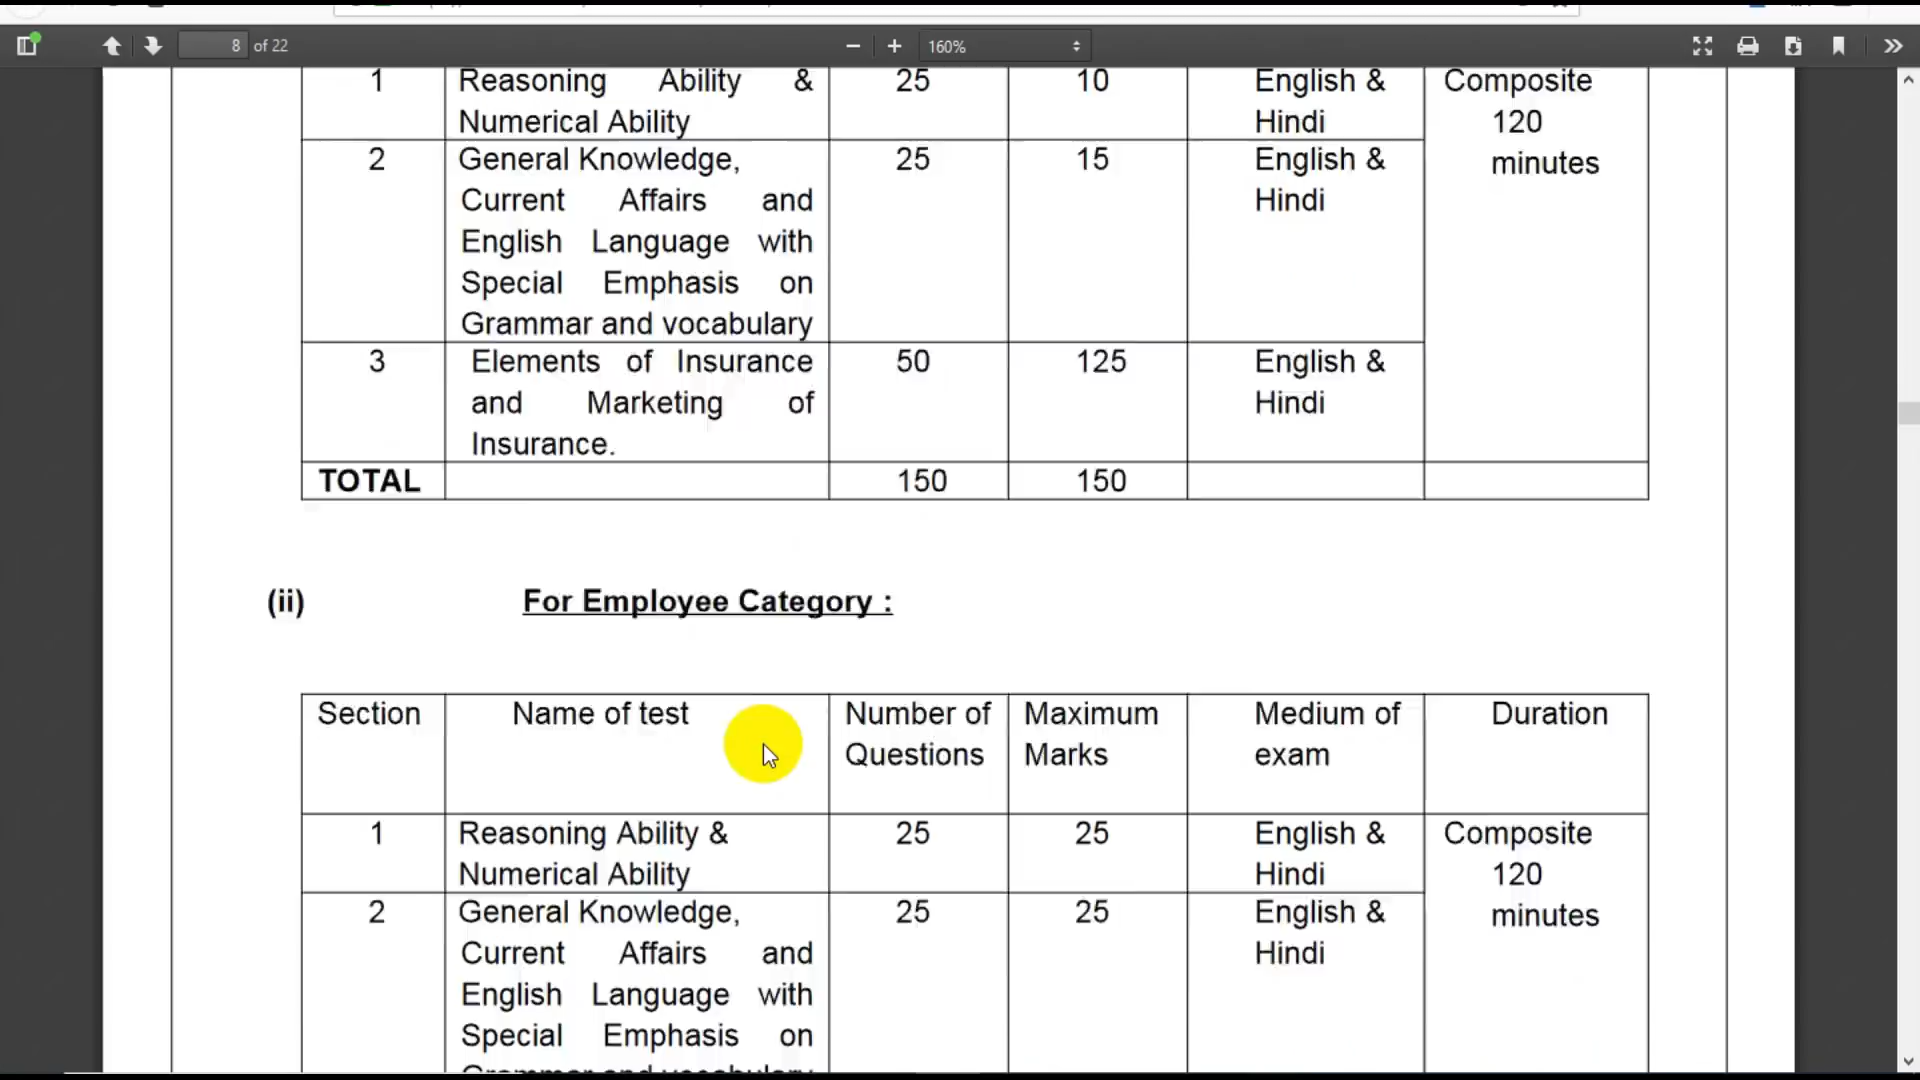 8 of 22
160%
1 Reasoning Ability & 25 10 English & Composite
Numerical Ability Hindi 120
minutes
2 General Knowledge, 25 15 English &
Current Affairs and Hindi
English Language with
Special Emphasis on
Grammar and vocabulary
3 Elements of Insurance 50 125 English &
and Marketing of Hindi
Insurance.
TOTAL 150 150
(ii) For Employee Category :
Section Name of test Number of Maximum Medium of Duration
Questions Marks exam
1 Reasoning Ability & 25 25 English & Composite
Numerical Ability Hindi 120
2 General Knowledge, 25 25 English & minutes
Current Affairs and Hindi
English Language with
Special Emphasis on
Grammar and vocabulary